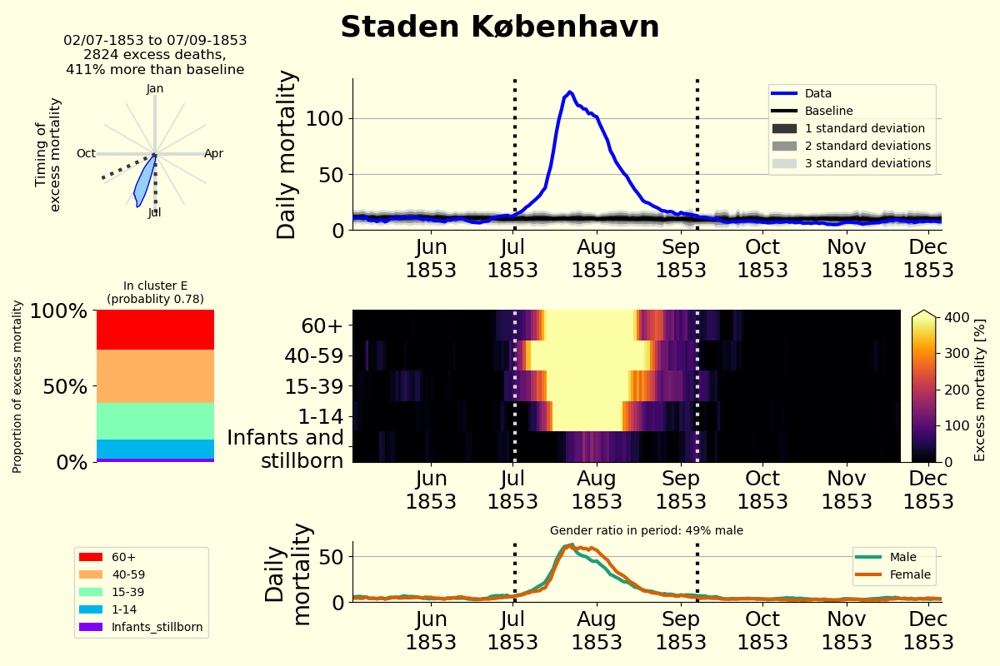 Staden København
02/07-1853 to 07/09-1853
2824 excess deaths,
411% more than baseline
Timing of
excess mortality
Jan
Apr
Jul
Oct
Daily mortality
100
50
0
Data
Baseline
1 standard deviation
2 standard deviations
3 standard deviations
Jun Jul Aug Sep Oct Nov Dec
1853 1853 1853 1853 1853 1853 1853
In cluster E
(probablity 0.78)
Proportion of excess mortality
100%
50%
0%
60+
40-59
15-39
1-14
Infants and
stillborn
Jun Jul Aug Sep Oct Nov Dec
1853 1853 1853 1853 1853 1853 1853
400
300
200
100
0
Excess mortality [%]
60+
40-59
15-39
1-14
Infants_stillborn
Gender ratio in period: 49% male
Daily
mortality
50
0
Male
Female
Jun Jul Aug Sep Oct Nov Dec
1853 1853 1853 1853 1853 1853 1853